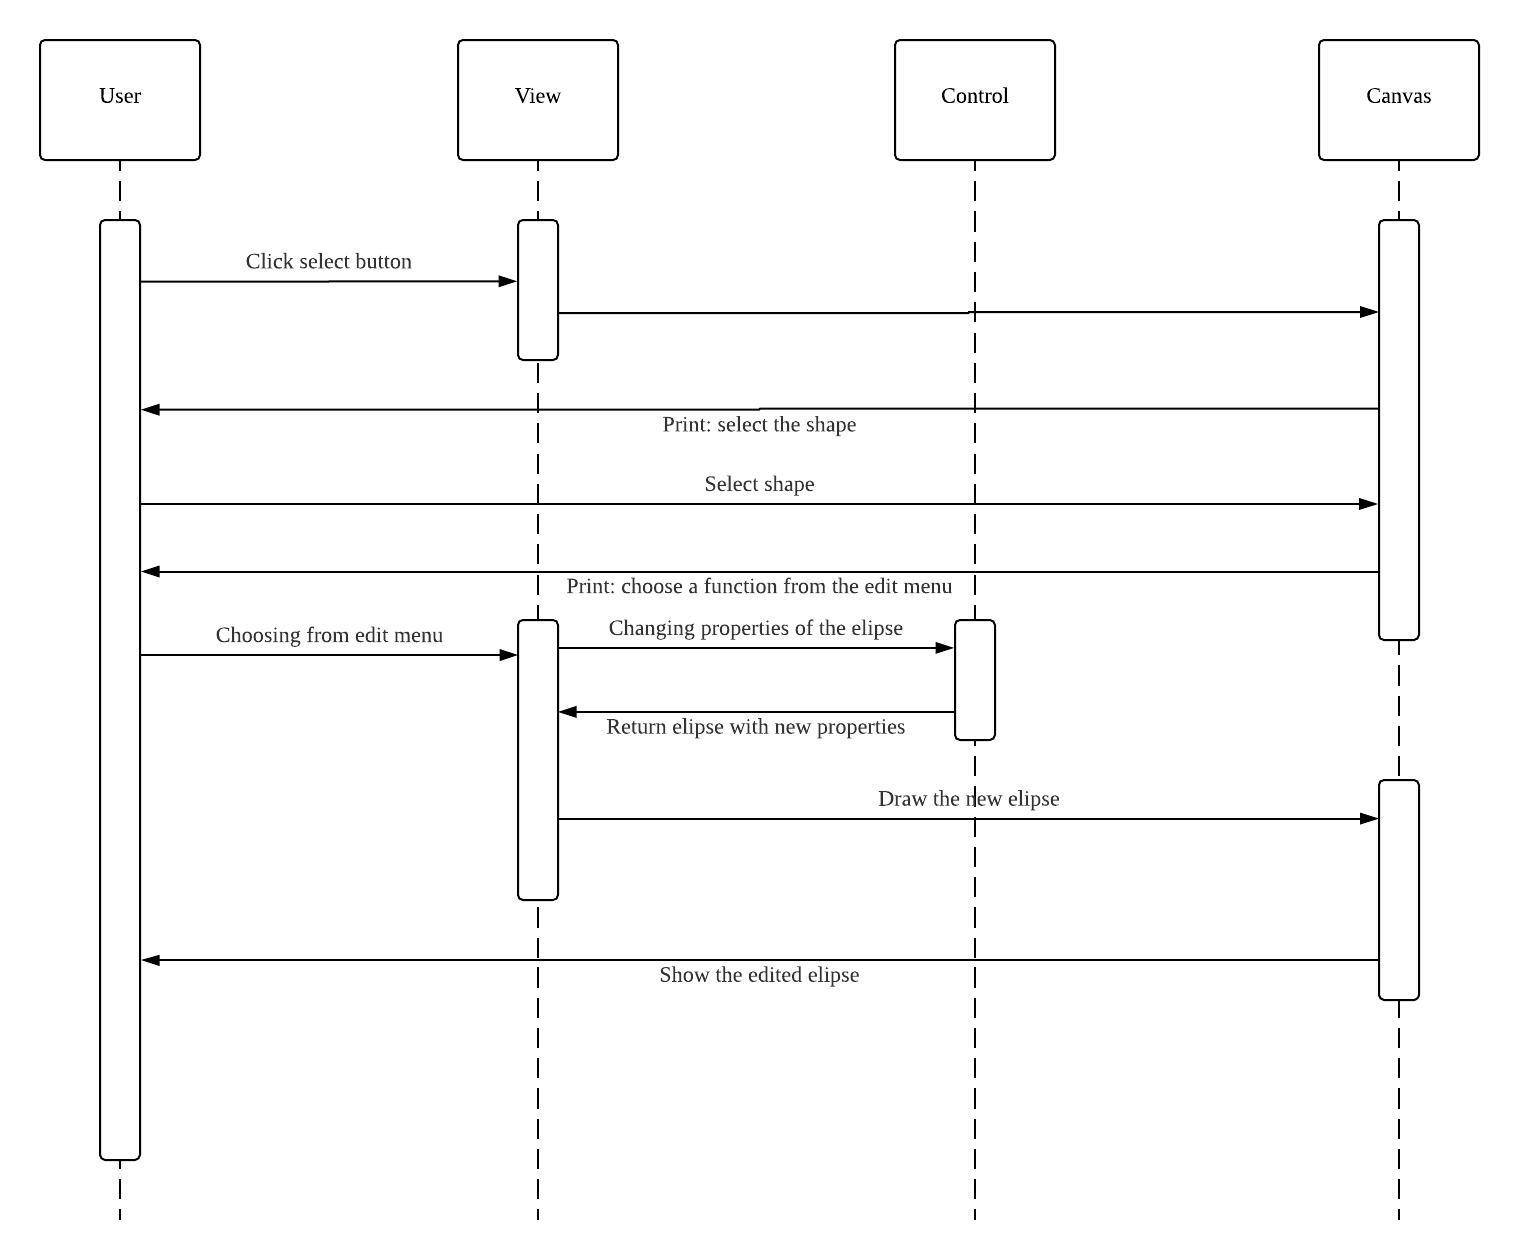 User
View
Control
Canvas
Click select button
Print: select the shape
Select shape
Print: choose a function from the edit menu
Changing properties of the elipse
Choosing from edit menu
Return elipse with new properties
Draw the new elipse
Show the edited elipse